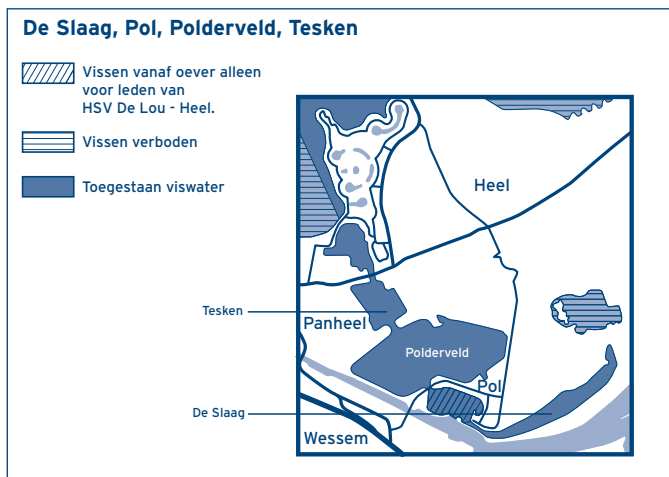 De Slaag, Pol, Polderveld, Tesken
Vissen vanaf oever alleen
voor leden van
HSV De Lou - Heel.
Vissen verboden
Toegestaan viswater
Heel
Tesken
Panheel
Polderveld
Pol
De Slaag
Wessem